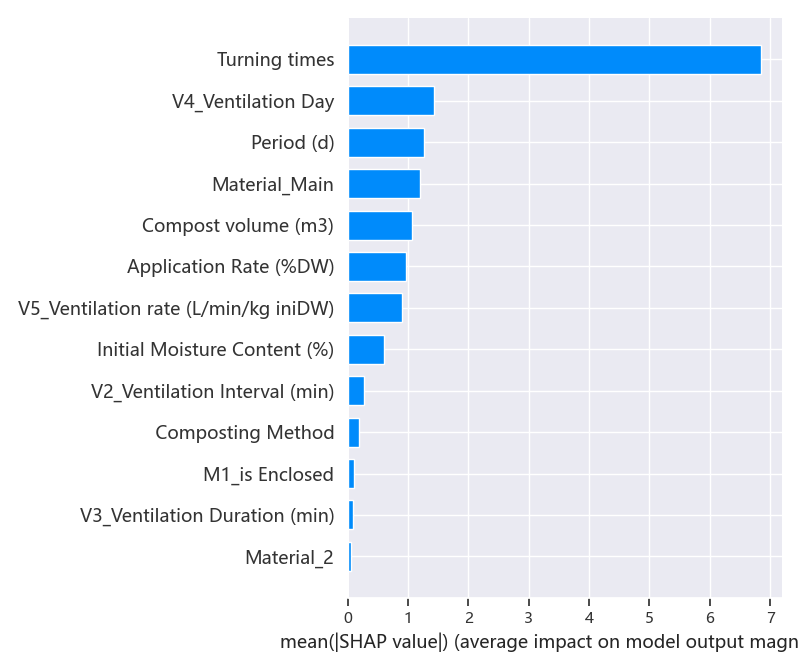 Turning times
V4_Ventilation Day
Period (d)
Material_Main
Compost volume (m3)
Application Rate (%DW)
V5_Ventilation rate (L/min/kg iniDW)
Initial Moisture Content (%)
V2_Ventilation Interval (min)
Composting Method
M1_is Enclosed
V3_Ventilation Duration (min)
Material_2
0 1 2 3 4 5 6 7
mean(|SHAP value|) (average impact on model output magn